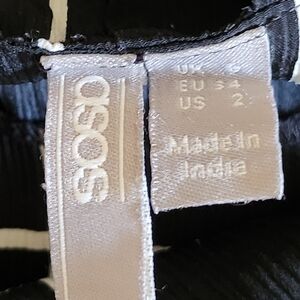 asos
UK 6
EU 34
US 2
Made in
India